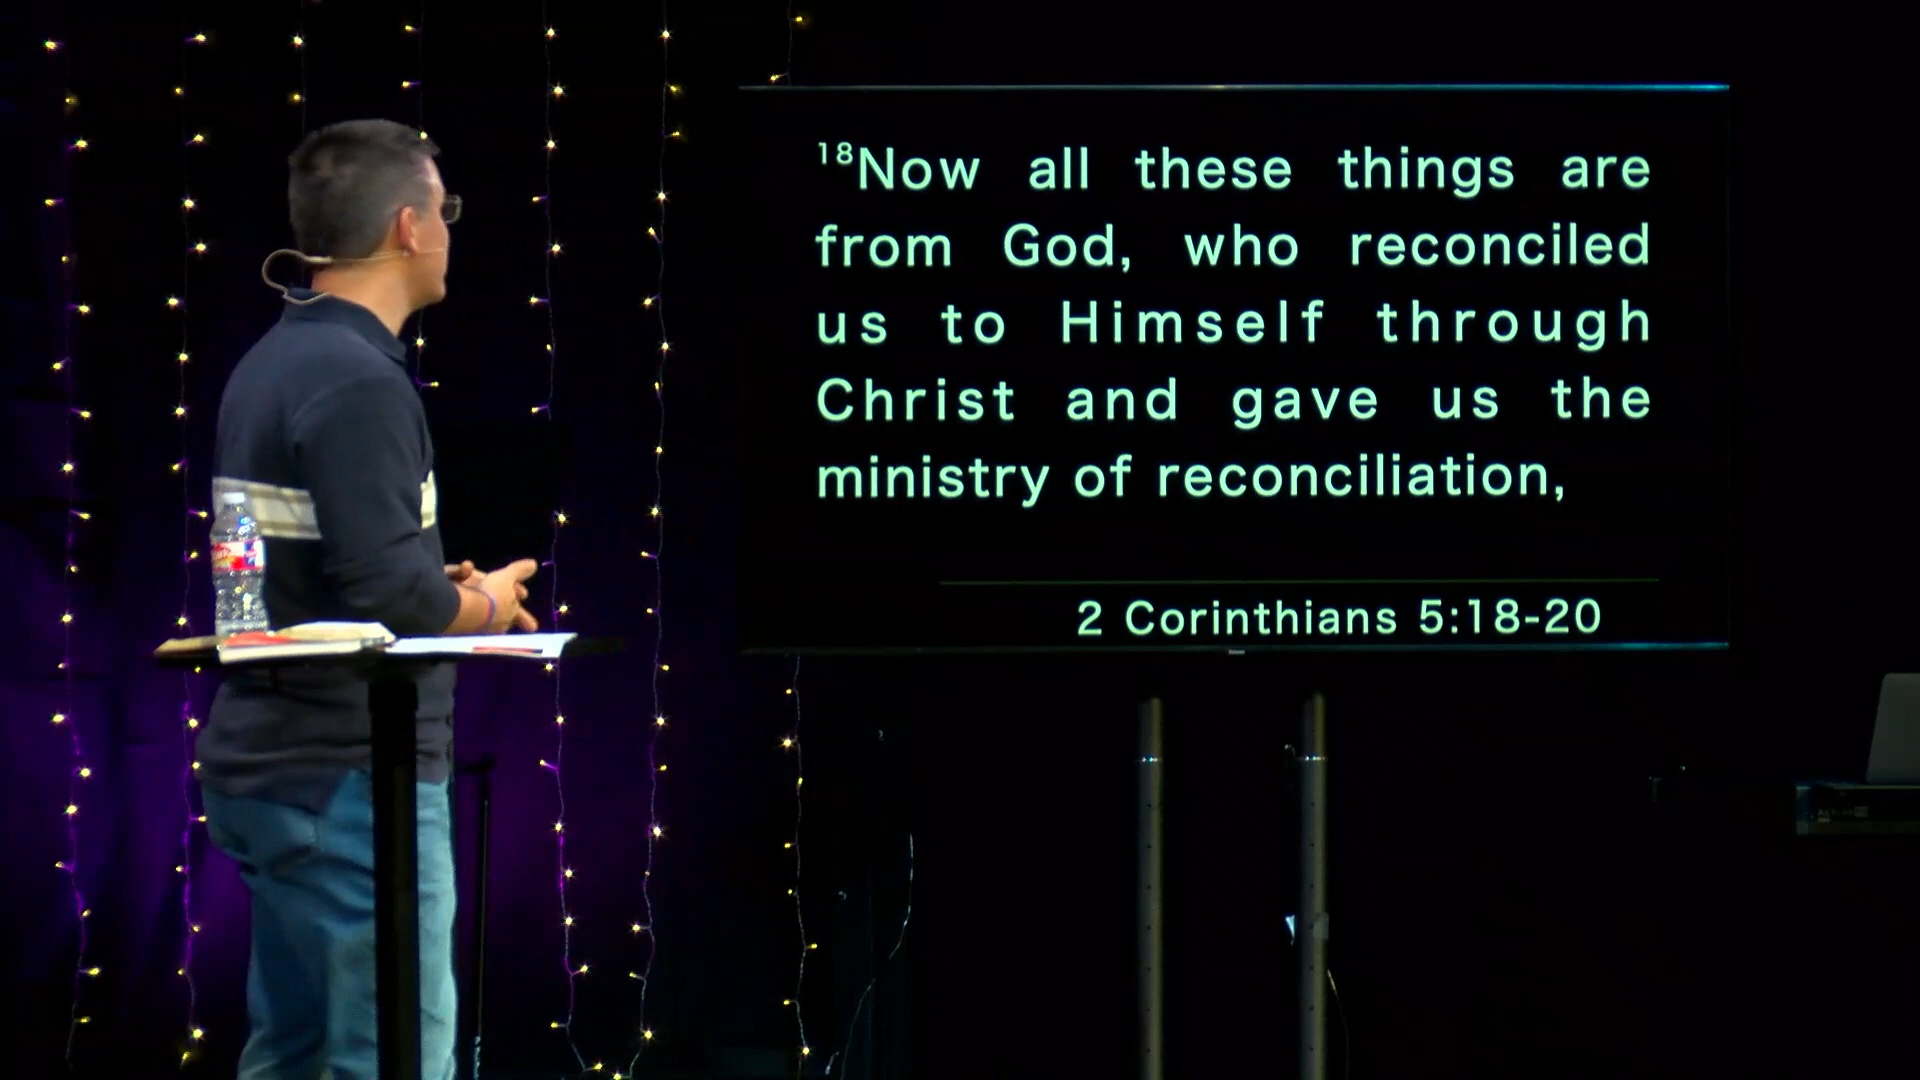 18Now all these things are
from God, who reconciled
us to Himself through
Christ and gave us the
ministry of reconciliation,
2 Corinthians 5:18-20